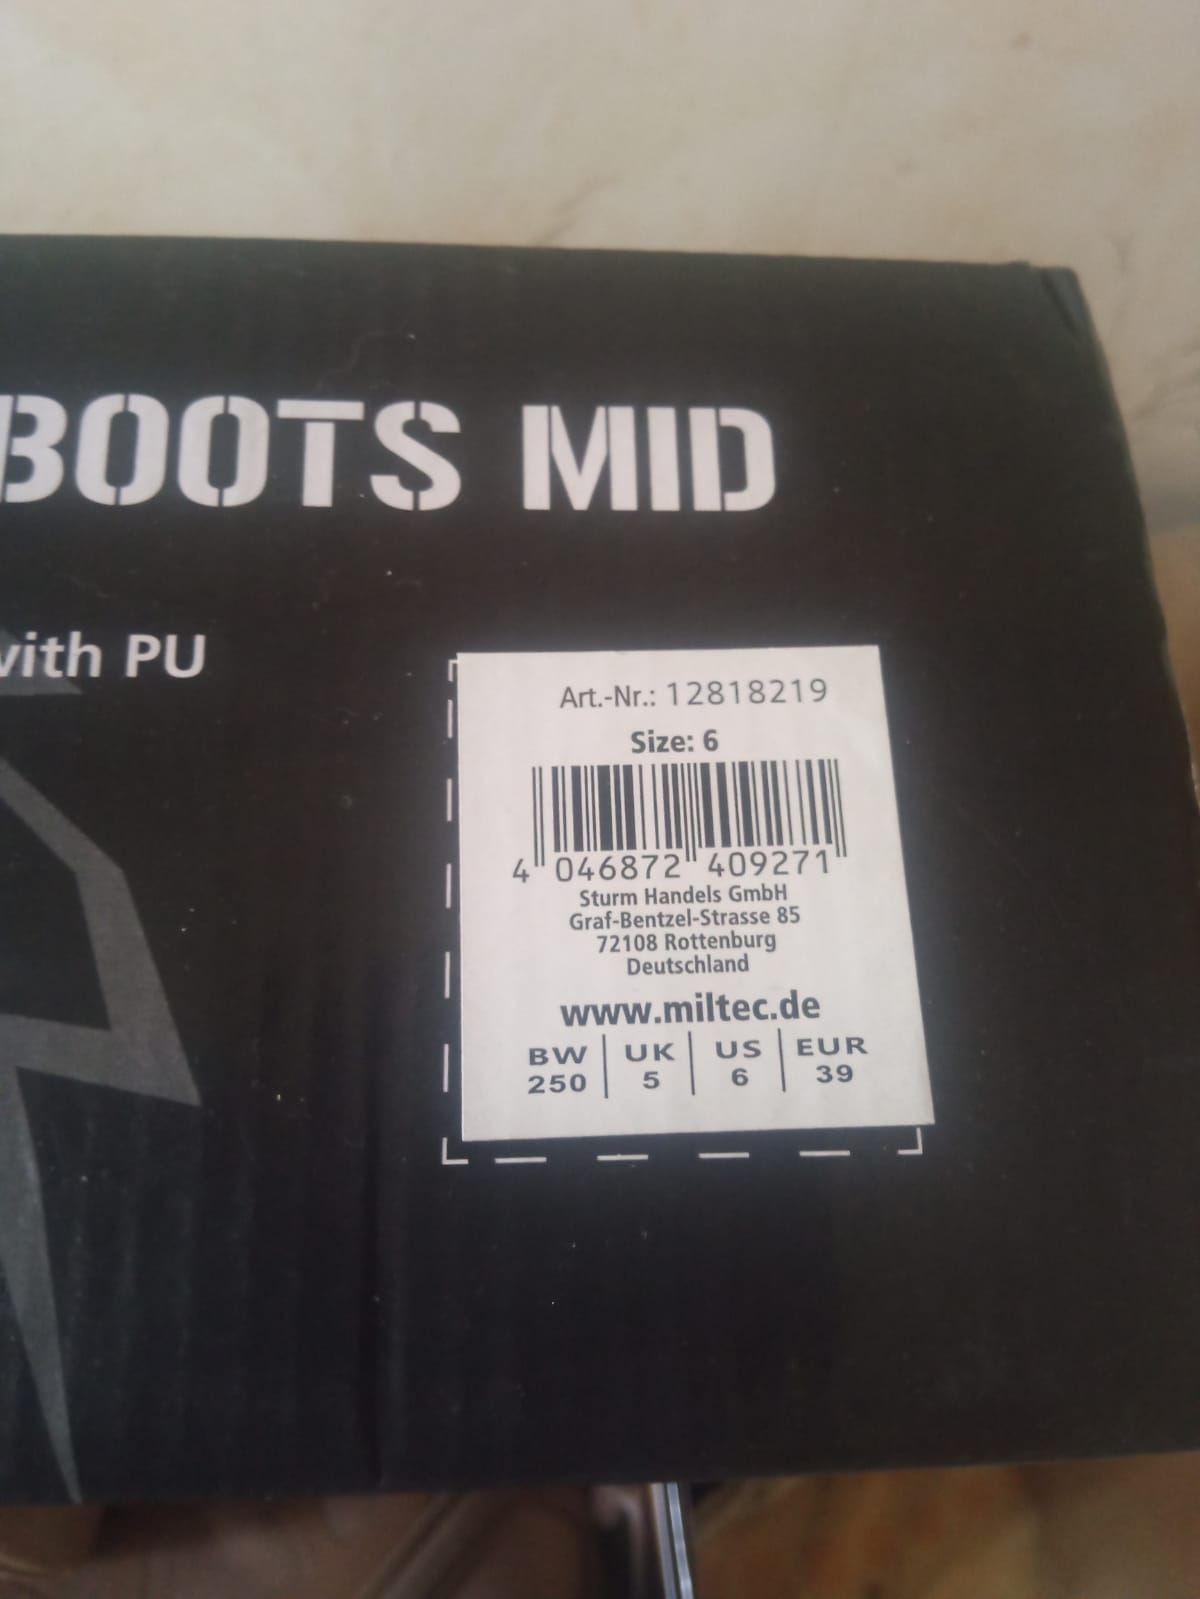 BOOTS MID
with PU
Art.-Nr.: 12818219
Size: 6
4 046872 409271
Sturm Handels GmbH
Graf-Bentzel-Strasse 85
72108 Rottenburg
Deutschland
www.miltec.de
BW UK US EUR
250 5 6 39